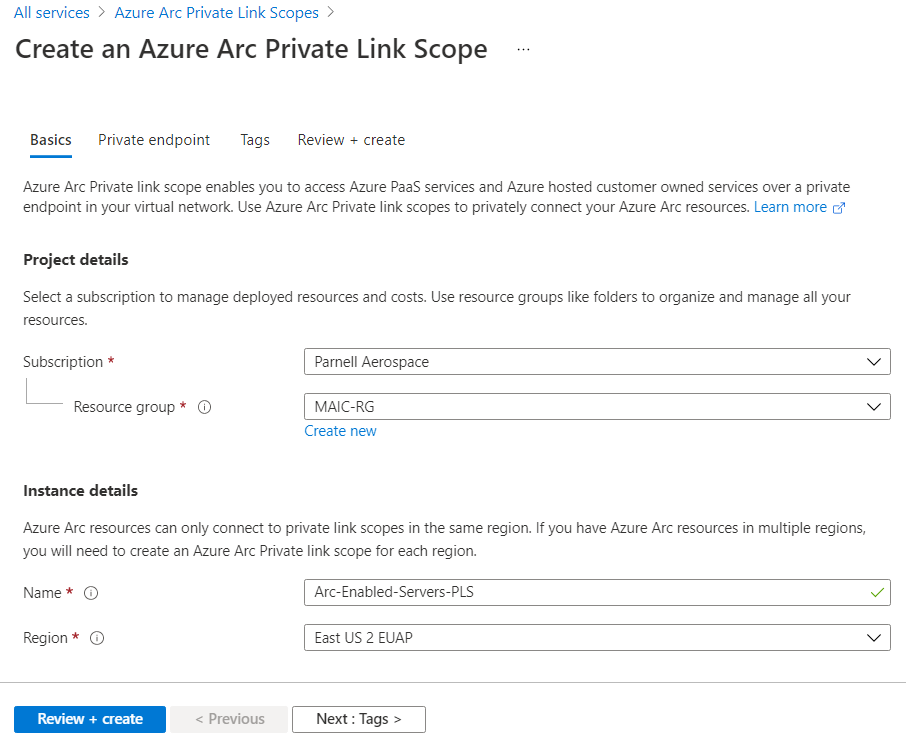 All services > Azure Arc Private Link Scopes >
Create an Azure Arc Private Link Scope ...
Basics Private endpoint Tags Review + create
Azure Arc Private link scope enables you to access Azure PaaS services and Azure hosted customer owned services over a private
endpoint in your virtual network. Use Azure Arc Private link scopes to privately connect your Azure Arc resources. Learn more
Project details
Select a subscription to manage deployed resources and costs. Use resource groups like folders to organize and manage all your
resources.
Subscription * Parnell Aerospace
Resource group * MAIC-RG
Create new
Instance details
Azure Arc resources can only connect to private link scopes in the same region. If you have Azure Arc resources in multiple regions,
you will need to create an Azure Arc Private link scope for each region.
Name * Arc-Enabled-Servers-PLS
Region * East US 2 EUAP
Review + create < Previous Next : Tags >